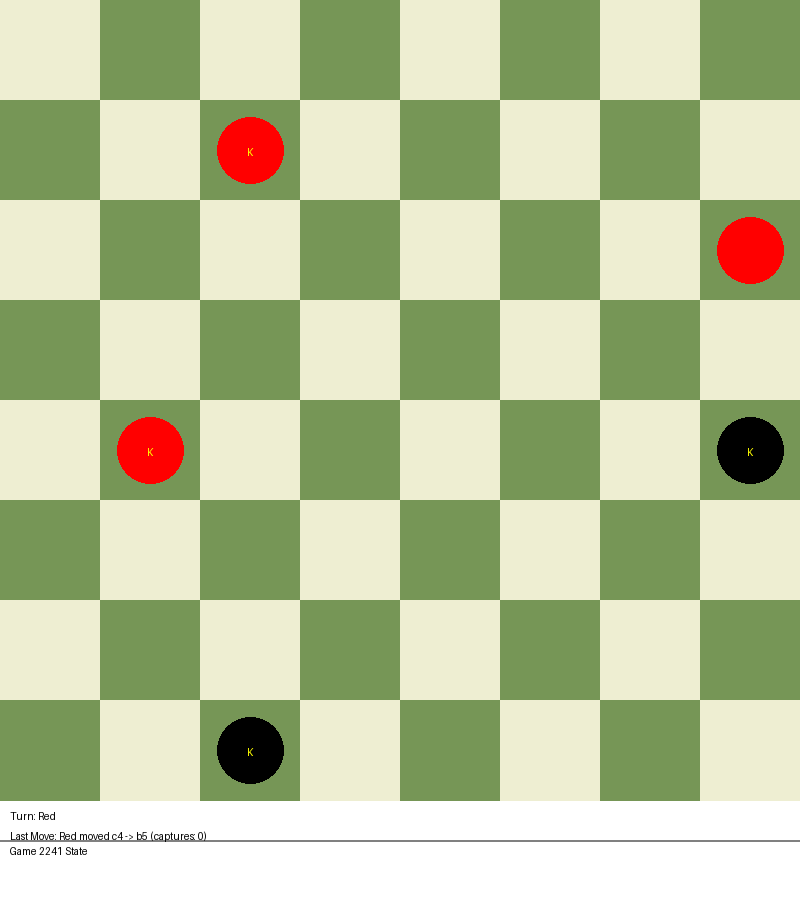 K
K K
K
Turn: Red
Last Move: Red moved c4 -> b5 (captures: 0)
Game 2241 State